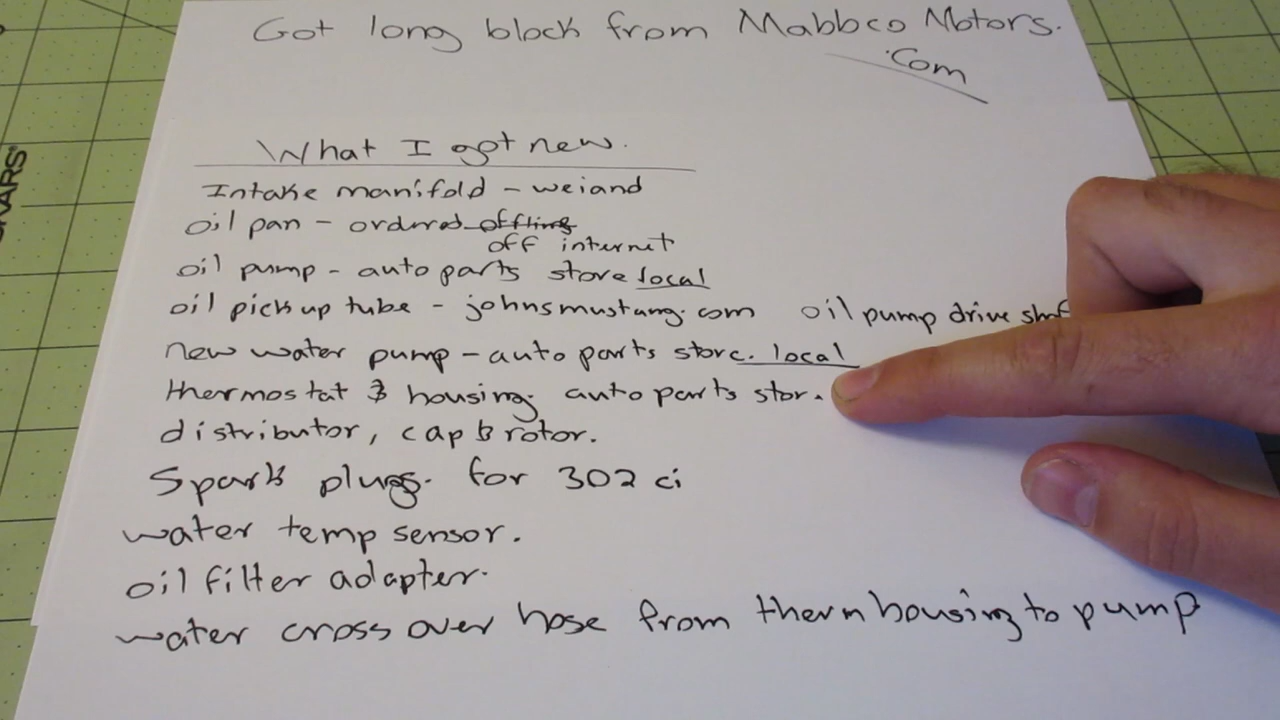 Got long block from Mabbco Motors.
.Com
What I got new.
Intake manifold - weiand
oil pan - ordered offline
off internet
oil pump - auto parts store local
oil pick up tube - johnsmustang.com oil pump drive shaf
new water pump - auto parts store. local
thermostat & housing. auto parts stor.
distributor, cap & rotor.
Spark plugs. for 302 ci
water temp sensor.
oil filter adapter.
water cross over hose from therm housing to pump